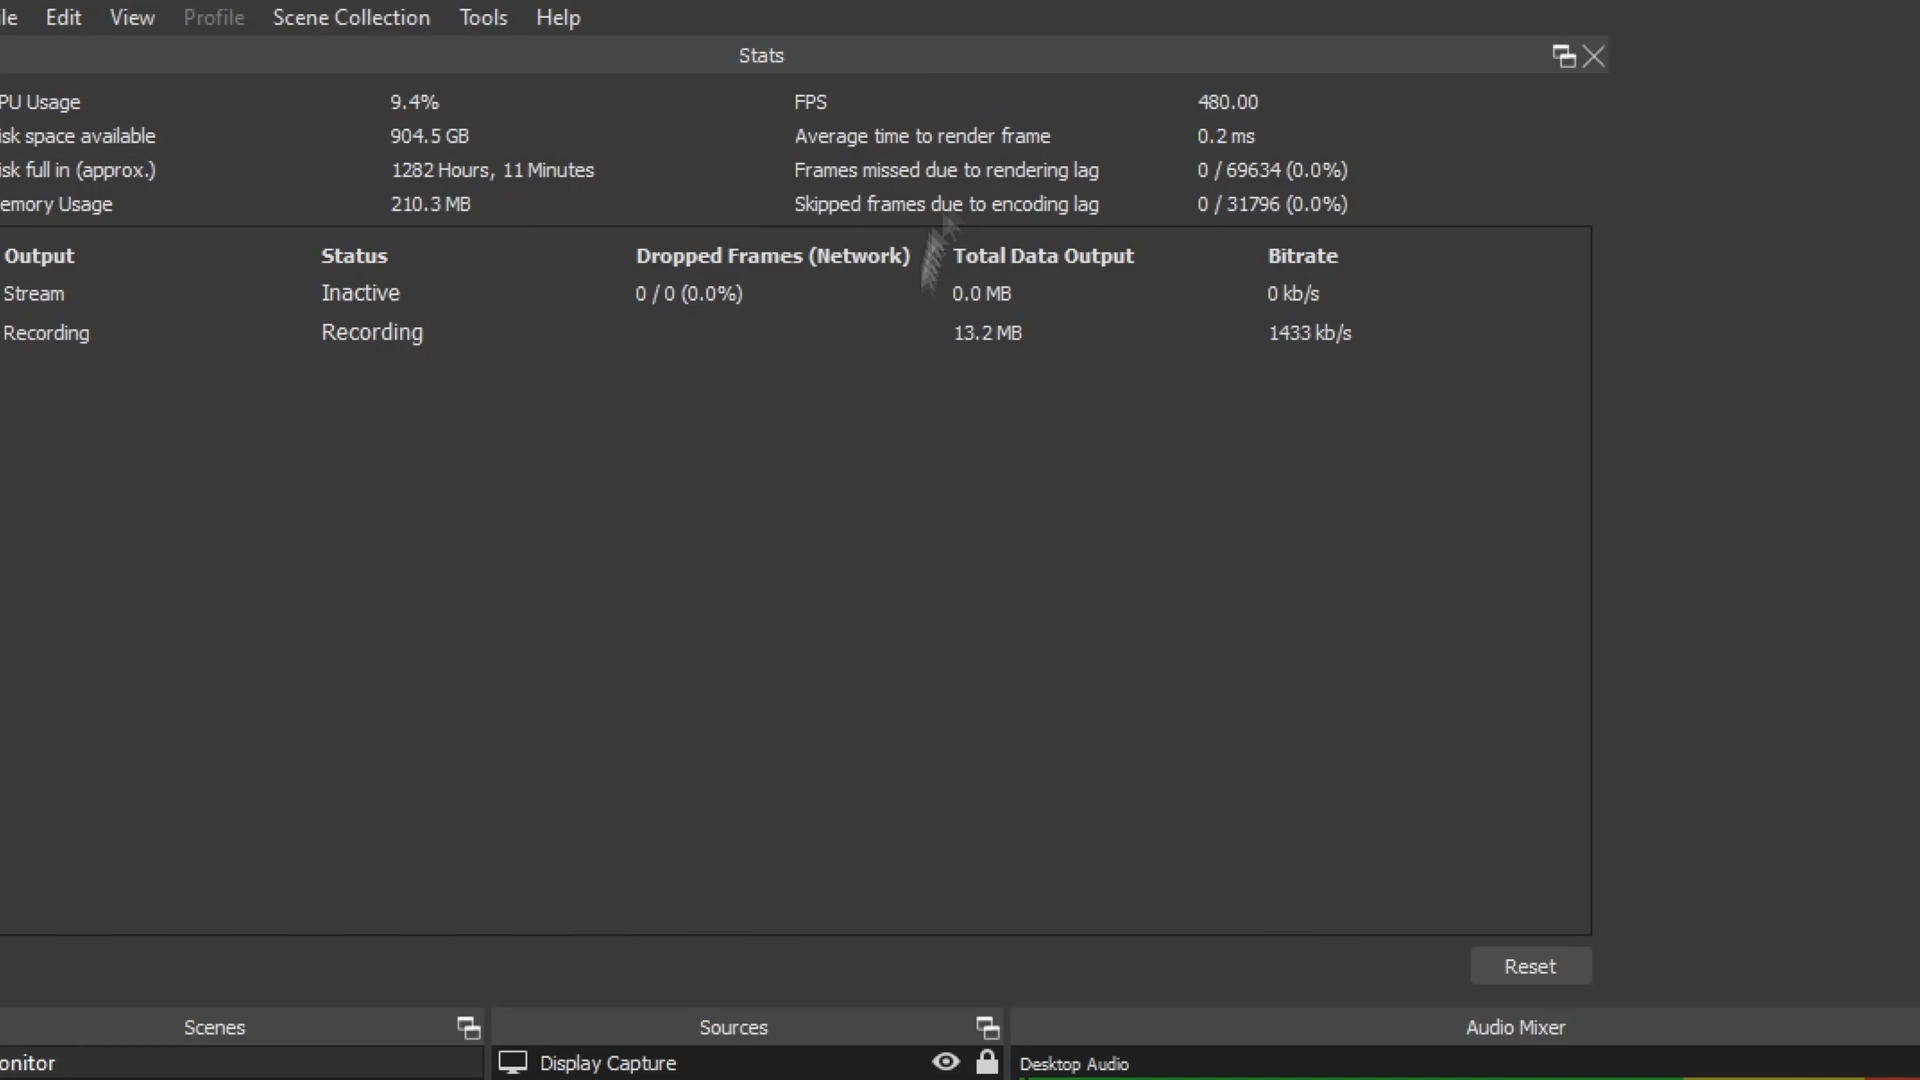 le Edit View Profile Scene Collection Tools Help
Stats
PU Usage 9.4% FPS 480.00
isk space available 904.5 GB Average time to render frame 0.2 ms
isk full in (approx.) 1282 Hours, 11 Minutes Frames missed due to rendering lag 0 / 69634 (0.0%)
emory Usage 210.3 MB Skipped frames due to encoding lag 0 / 31796 (0.0%)
Output Status Dropped Frames (Network) Total Data Output Bitrate
Stream Inactive 0 / 0 (0.0%) 0.0 MB 0 kb/s
Recording Recording 13.2 MB 1433 kb/s
Reset
Scenes Sources Audio Mixer
onitor Display Capture Desktop Audio